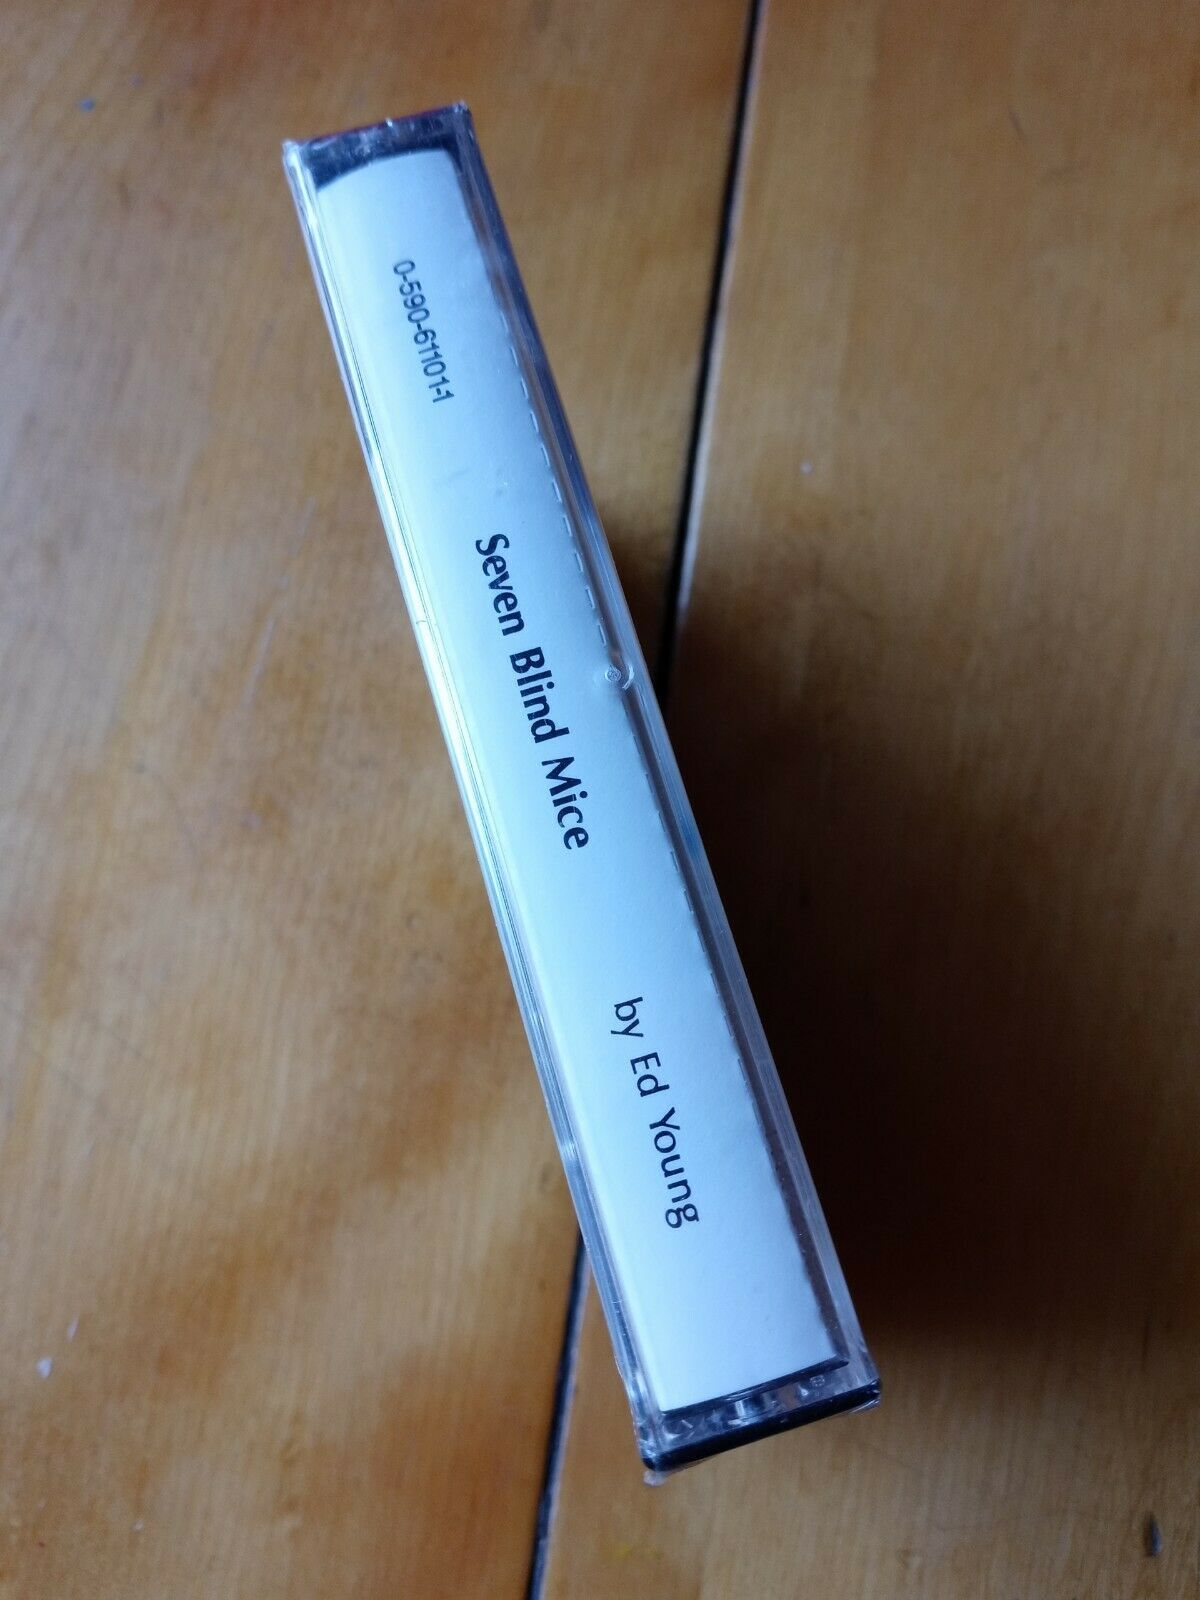 0-590-61101-1
Seven Blind Mice
by Ed Young